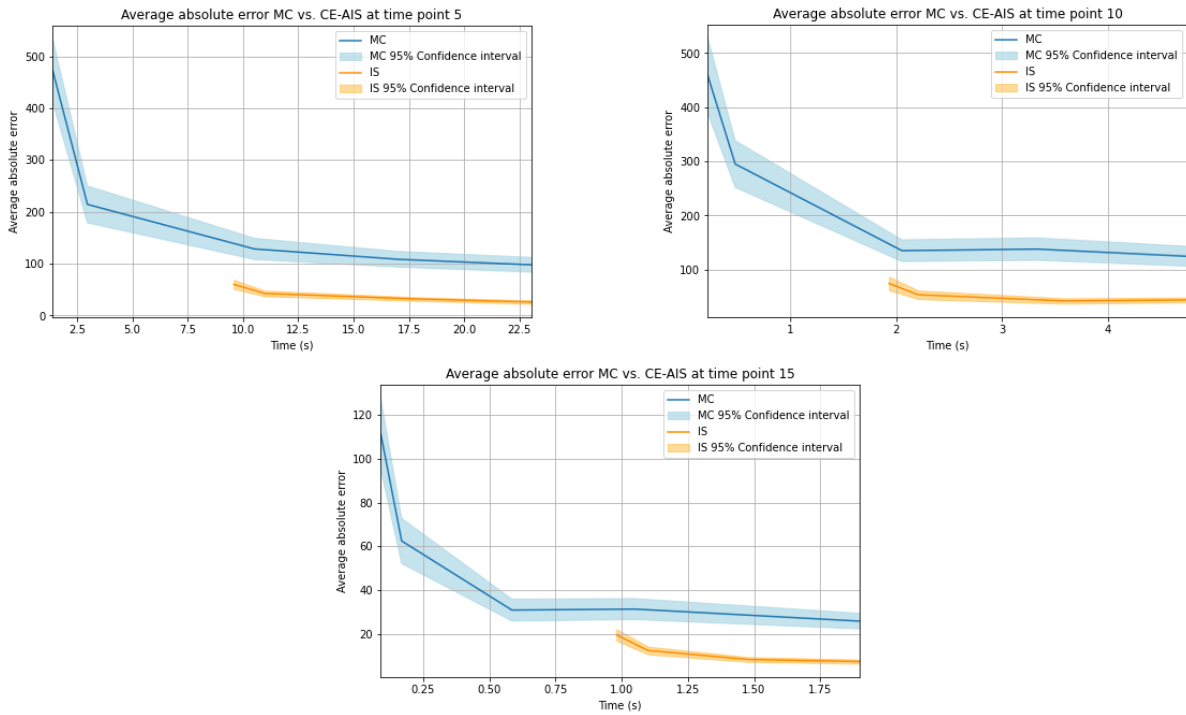 Average absolute error MC vs. CE-AIS at time point 5
MC
MC 95% Confidence interval
IS
IS 95% Confidence interval
Average absolute error
500
400
300
200
100
0
2.5 5.0 7.5 10.0 12.5 15.0 17.5 20.0 22.5
Time (s)
Average absolute error MC vs. CE-AIS at time point 10
MC
MC 95% Confidence interval
IS
IS 95% Confidence interval
Average absolute error
500
400
300
200
100
1 2 3 4
Time (s)
Average absolute error MC vs. CE-AIS at time point 15
MC
MC 95% Confidence interval
IS
IS 95% Confidence interval
Average absolute error
120
100
80
60
40
20
0.25 0.50 0.75 1.00 1.25 1.50 1.75
Time (s)